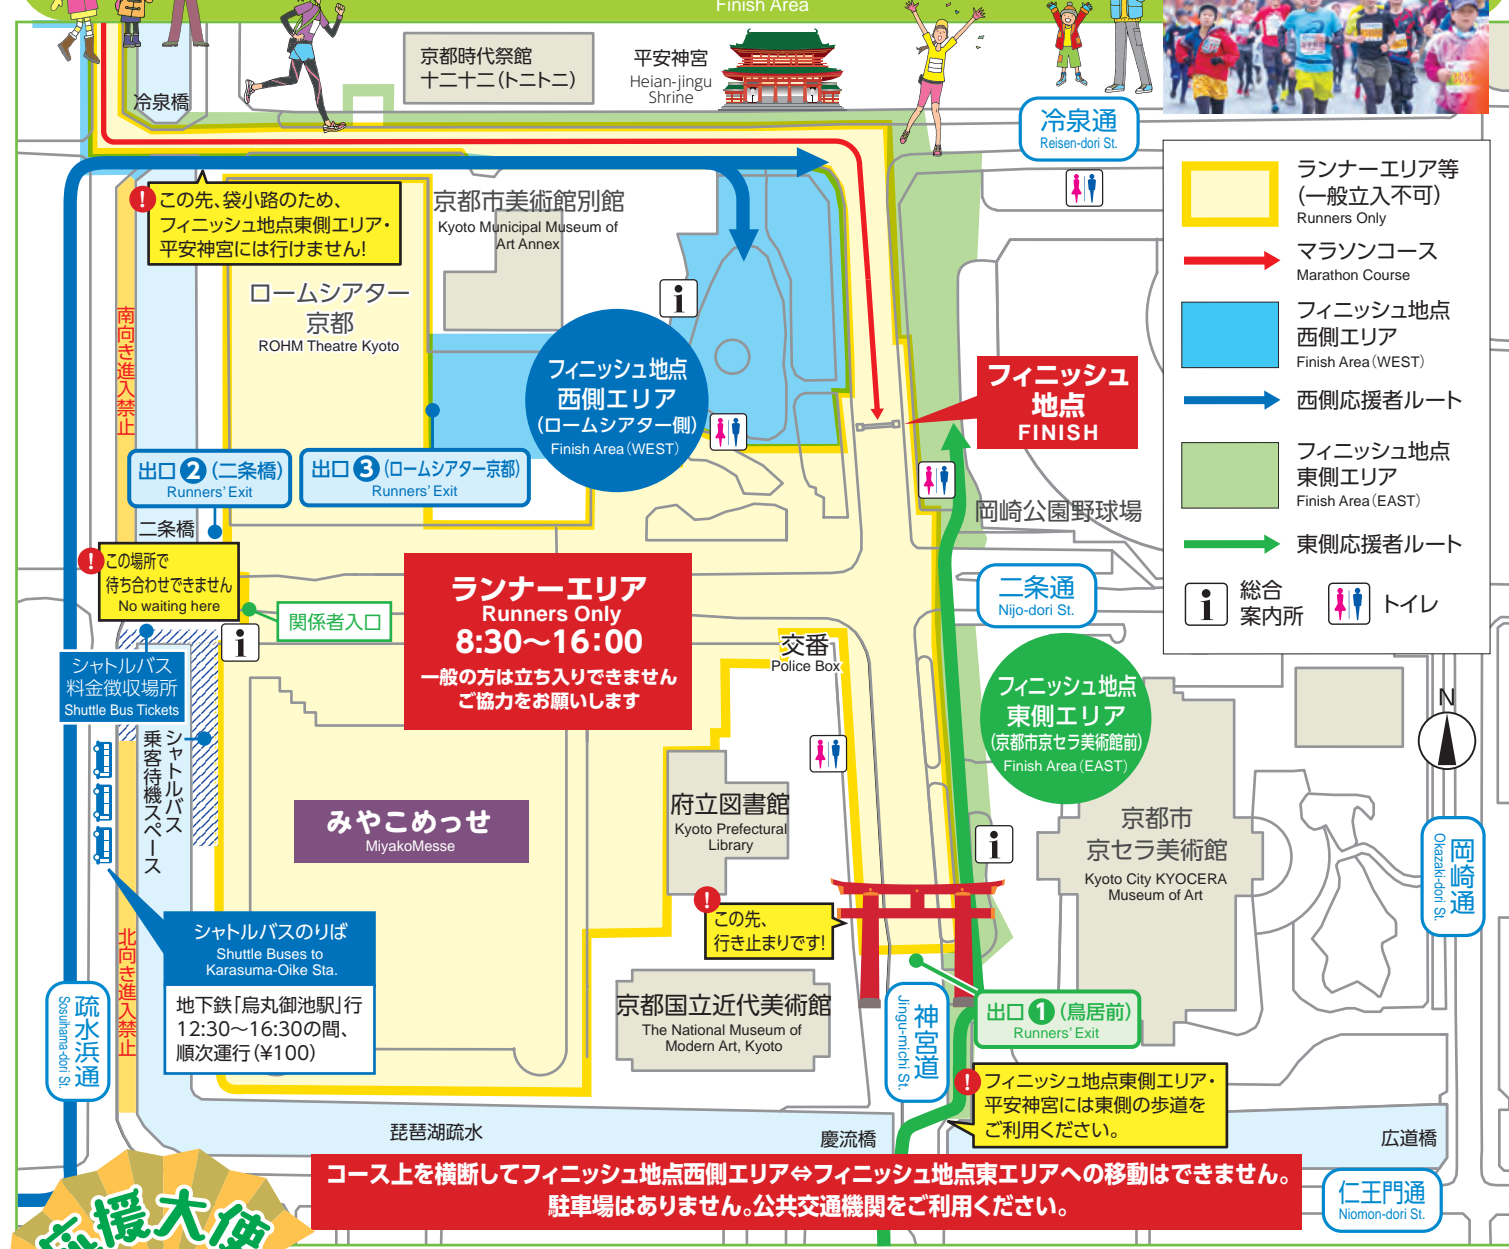 Finish Area
京都時代祭館
十二十二(トニトニ)
平安神宮
Heian-jingu
Shrine
冷泉橋
冷泉通
Reisen-dori St.
ランナーエリア等
(一般立入不可)
Runners Only
マラソンコース
Marathon Course
フィニッシュ地点
西側エリア
Finish Area(WEST)
西側応援者ルート
フィニッシュ地点
東側エリア
Finish Area(EAST)
東側応援者ルート
総合
案内所
トイレ
!
この先、袋小路のため、
フィニッシュ地点東側エリア・
平安神宮には行けません!
京都市美術館別館
Kyoto Municipal Museum of
Art Annex
ロームシアター
京都
ROHM Theatre Kyoto
南向き進入禁止
フィニッシュ地点
西側エリア
(ロームシアター側)
Finish Area(WEST)
フィニッシュ
地点
FINISH
出口2(二条橋)
Runners' Exit
出口3(ロームシアター京都)
Runners' Exit
岡崎公園野球場
二条橋
!
この場所で
待ち合わせできません
No waiting here
関係者入口
ランナーエリア
Runners Only
8:30〜16:00
一般の方は立ち入りできません
ご協力をお願いします
二条通
Nijo-dori St.
交番
Police Box
シャトルバス
料金徴収場所
Shuttle Bus Tickets
フィニッシュ地点
東側エリア
(京都市京セラ美術館前)
Finish Area(EAST)
N
シャトルバス
乗客待機スペース
みやこめっせ
MiyakoMesse
府立図書館
Kyoto Prefectural
Library
京都市
京セラ美術館
Kyoto City KYOCERA
Museum of Art
岡崎通
Okazaki-dori St.
!
この先、
行き止まりです!
シャトルバスのりば
Shuttle Buses to
Karasuma-Oike Sta.
地下鉄「烏丸御池駅」行
12:30〜16:30の間、
順次運行(¥100)
北向き進入禁止
疏水浜通
Sosuihama-dori St.
京都国立近代美術館
The National Museum of
Modern Art, Kyoto
神宮道
Jingu-michi St.
出口1(鳥居前)
Runners' Exit
!
フィニッシュ地点東側エリア・
平安神宮には東側の歩道を
ご利用ください。
琵琶湖疏水
慶流橋
広道橋
コース上を横断してフィニッシュ地点西側エリア⇔フィニッシュ地点東エリアへの移動はできません。
駐車場はありません。公共交通機関をご利用ください。
仁王門通
Niomon-dori St.
応援大使